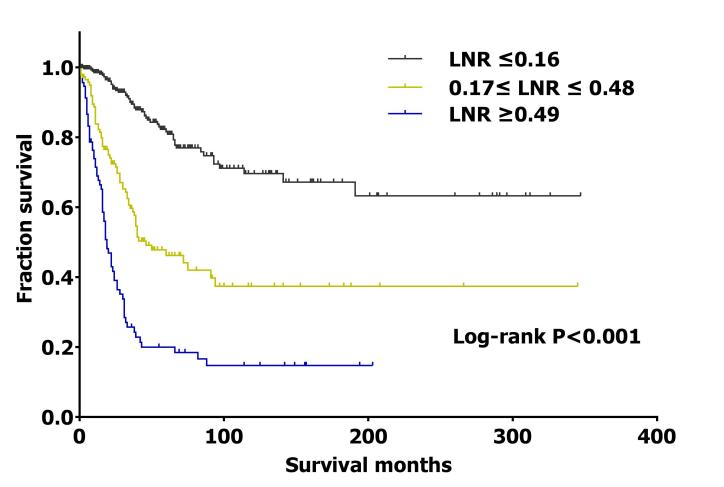 LNR ≤0.16
0.17≤ LNR ≤ 0.48
LNR ≥0.49
1.0
0.8
0.6
0.4
0.2
0.0
Fraction survival
Log-rank P<0.001
0 100 200 300 400
Survival months